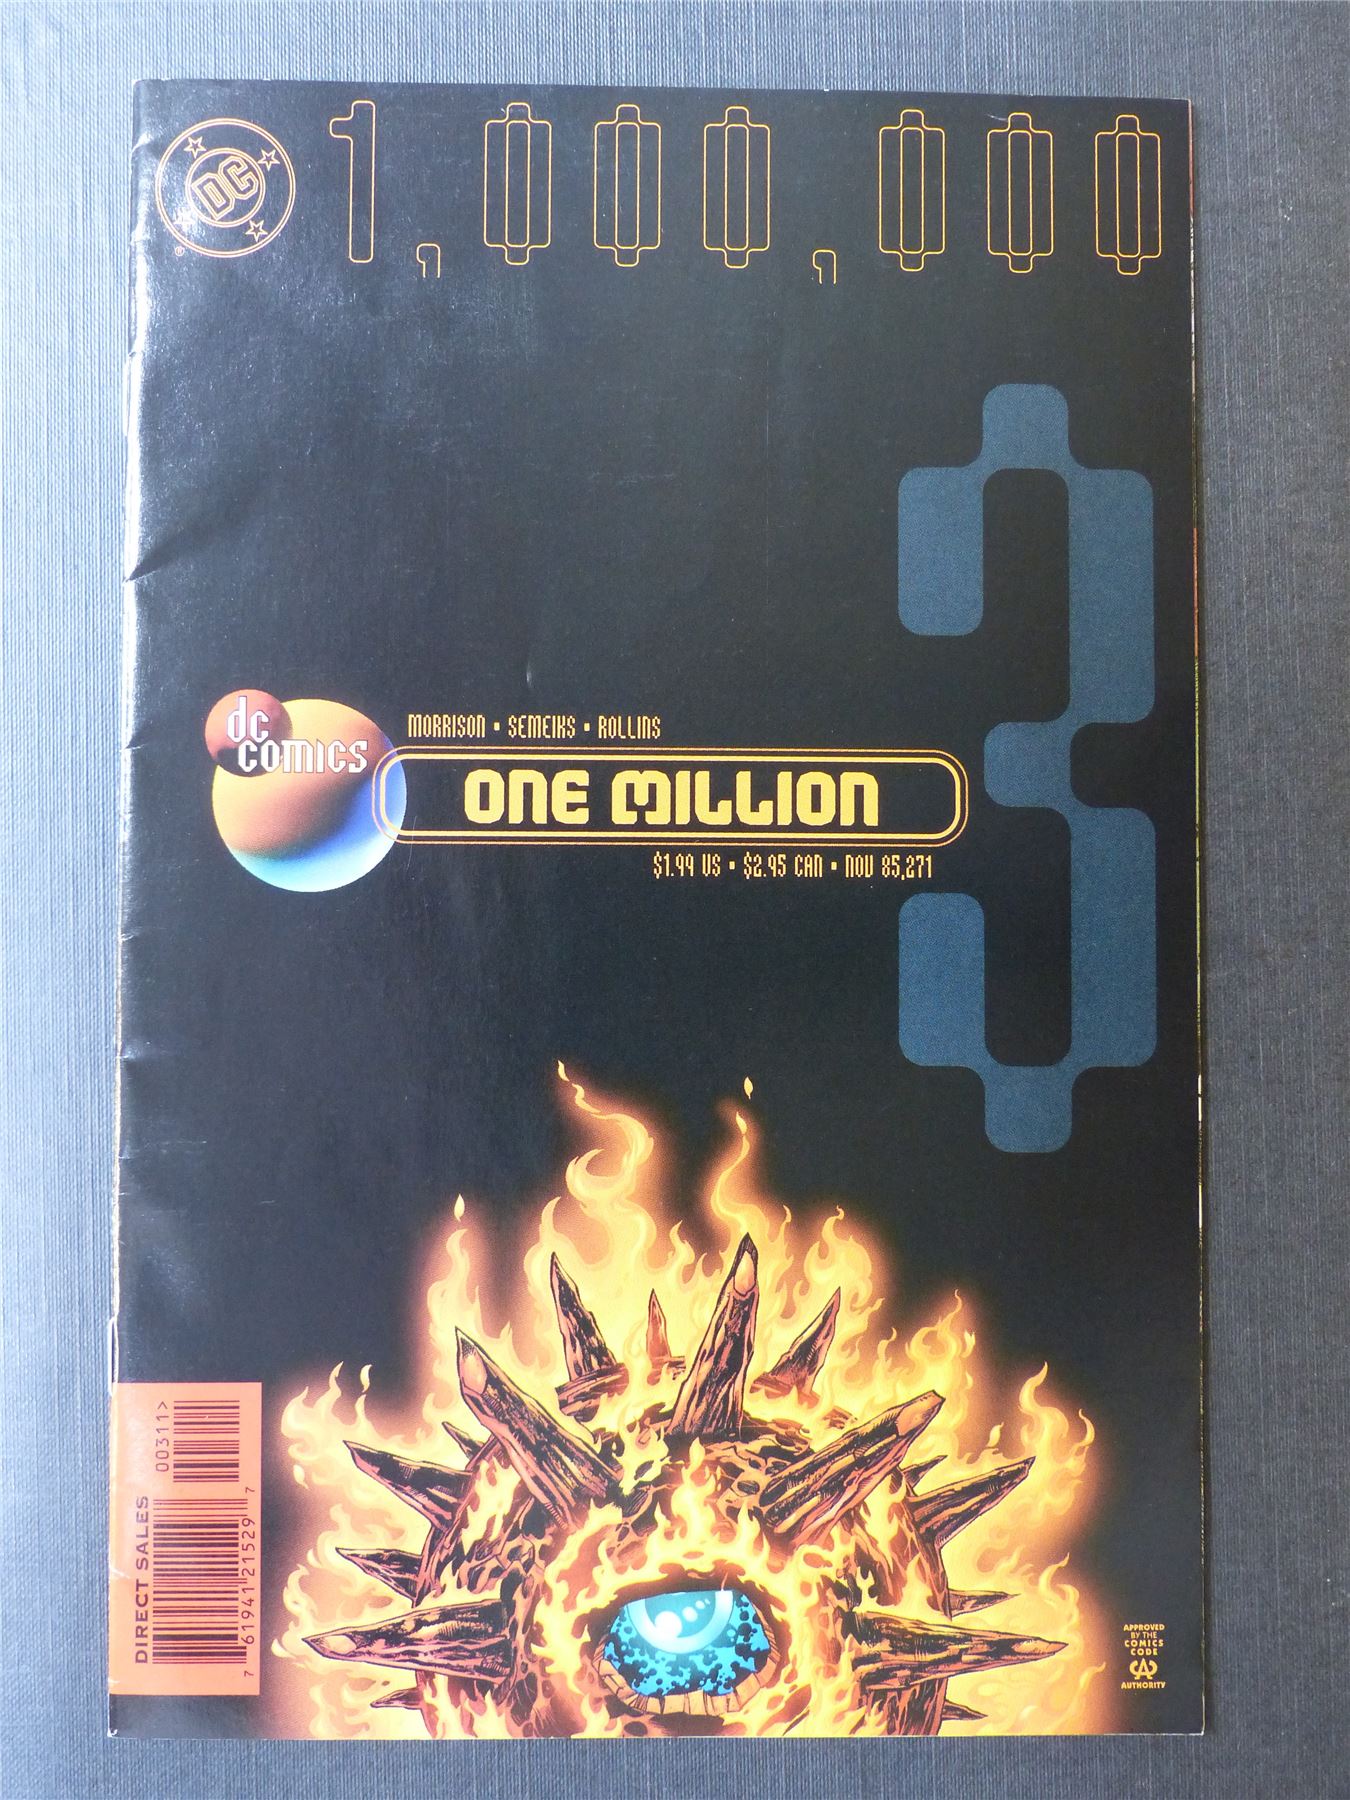 DC
®
1,000,000
3
dc
comics
MORRISON • SEMEIKS • ROLLINS
ONE MILLION
$1.99 US • $2.95 CAN • NOV 85,271
00311>
DIRECT SALES
7 61941 21529 7
APPROVED
BY THE
COMICS
CODE
CA
AUTHORITY